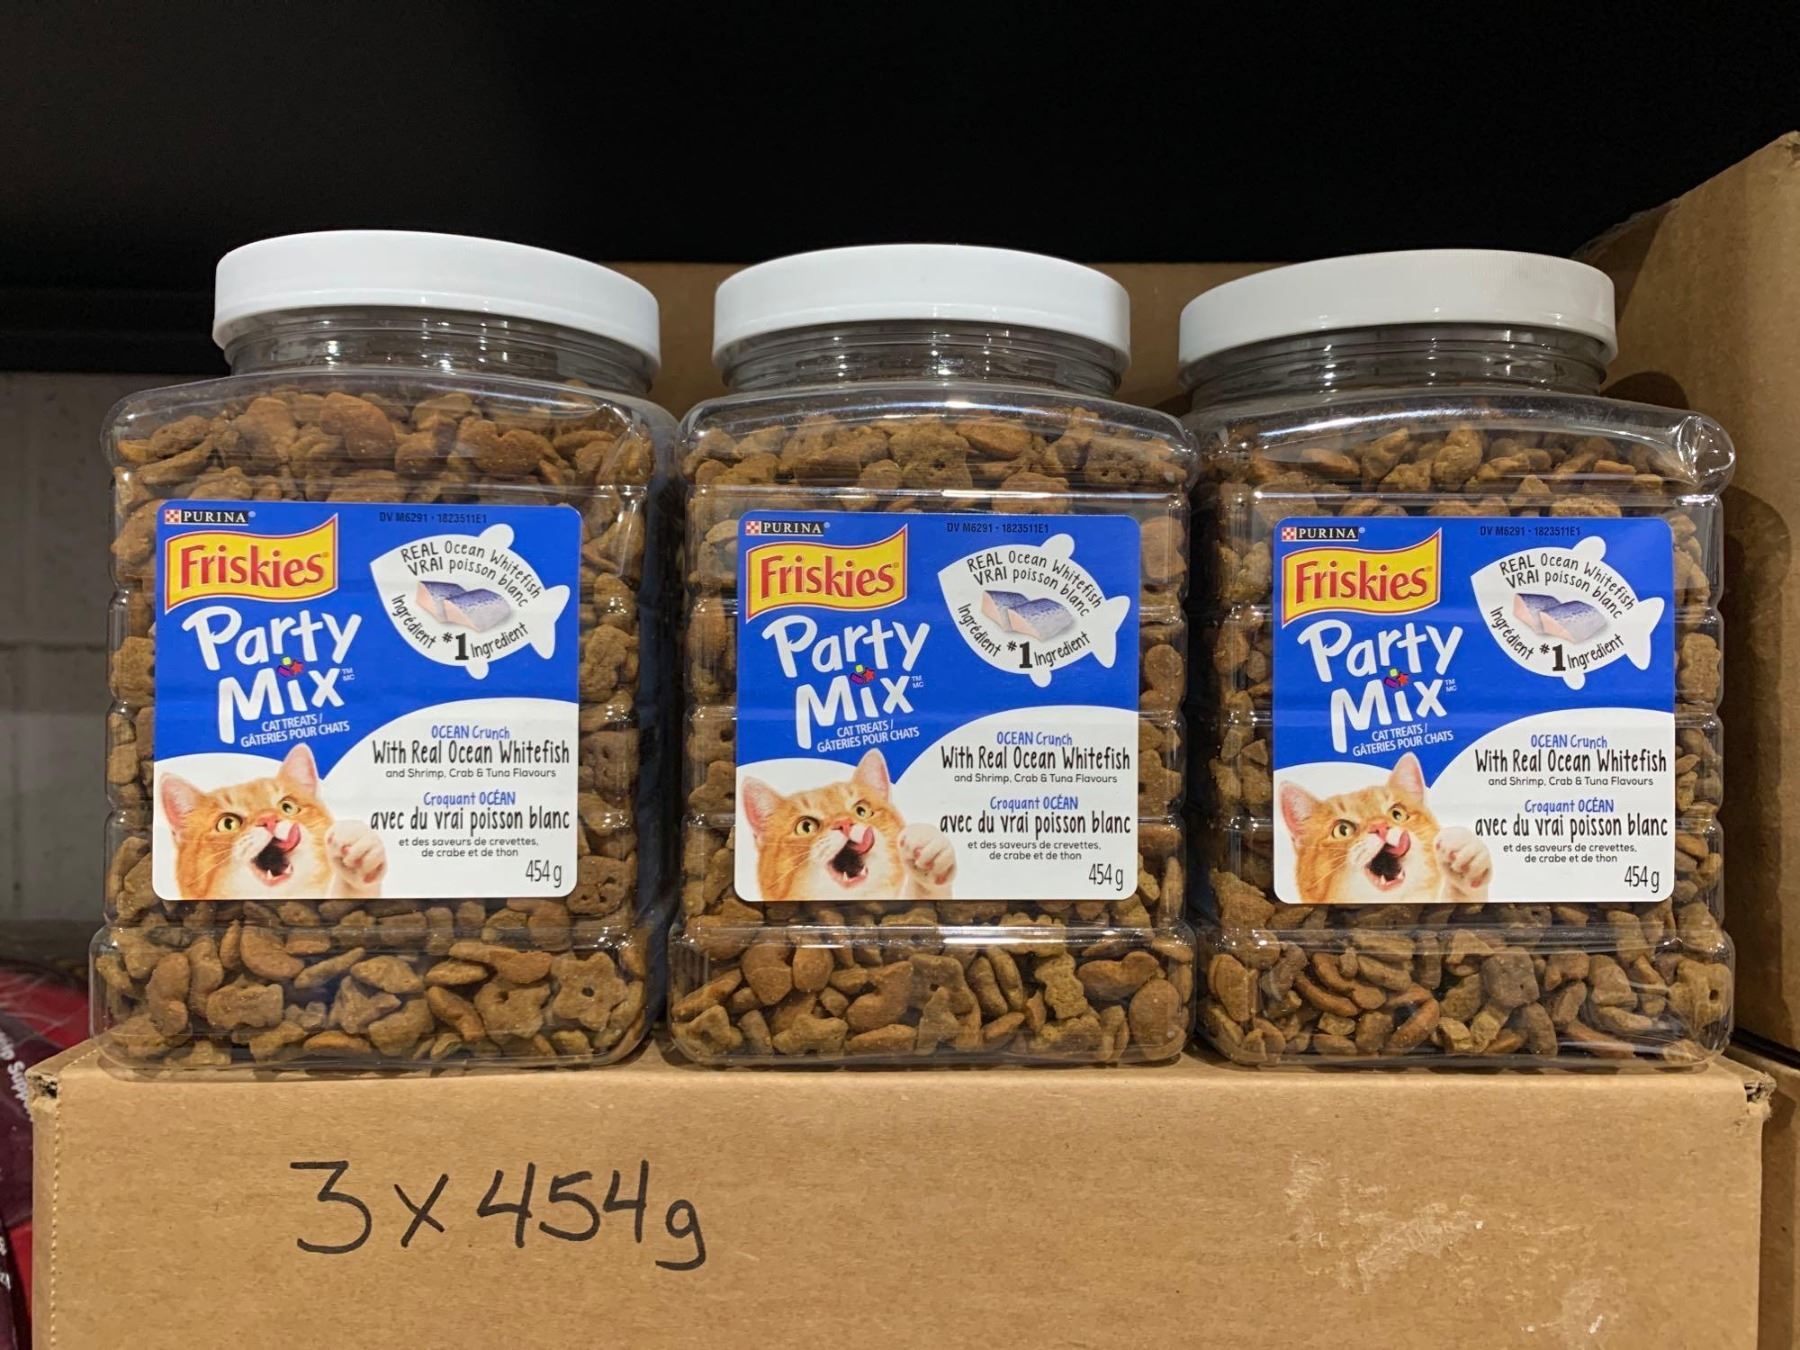 PURINA®
Friskies®
Party
Mix™ MC
CAT TREATS /
GÂTERIES POUR CHATS
DV M6291 - 1823511E1
REAL Ocean Whitefish
VRAI poisson blanc
Ingrédient #1 Ingredient
OCEAN Crunch
With Real Ocean Whitefish
and Shrimp, Crab & Tuna Flavours
Croquant OCÉAN
avec du vrai poisson blanc
et des saveurs de crevettes,
de crabe et de thon
454 g
PURINA®
Friskies®
Party
Mix™ MC
CAT TREATS /
GÂTERIES POUR CHATS
DV M6291 - 1823511E1
REAL Ocean Whitefish
VRAI poisson blanc
Ingrédient #1 Ingredient
OCEAN Crunch
With Real Ocean Whitefish
and Shrimp, Crab & Tuna Flavours
Croquant OCÉAN
avec du vrai poisson blanc
et des saveurs de crevettes,
de crabe et de thon
454 g
PURINA®
Friskies®
Party
Mix™ MC
CAT TREATS /
GÂTERIES POUR CHATS
DV M6291 - 1823511E1
REAL Ocean Whitefish
VRAI poisson blanc
Ingrédient #1 Ingredient
OCEAN Crunch
With Real Ocean Whitefish
and Shrimp, Crab & Tuna Flavours
Croquant OCÉAN
avec du vrai poisson blanc
et des saveurs de crevettes,
de crabe et de thon
454 g
3 x 454g